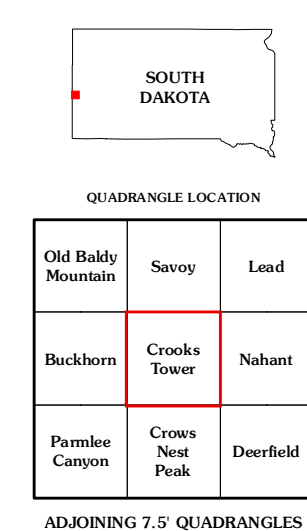 SOUTH
DAKOTA
QUADRANGLE LOCATION
Old Baldy
Mountain
Savoy
Lead
Buckhorn
Crooks
Tower
Nahant
Parmlee
Canyon
Crows
Nest
Peak
Deerfield
ADJOINING 7.5' QUADRANGLES